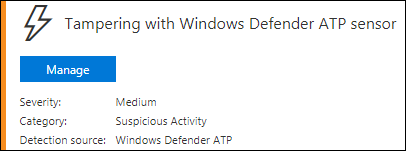 Tampering with Windows Defender ATP sensor
Manage
Severity: Medium
Category: Suspicious Activity
Detection source: Windows Defender ATP